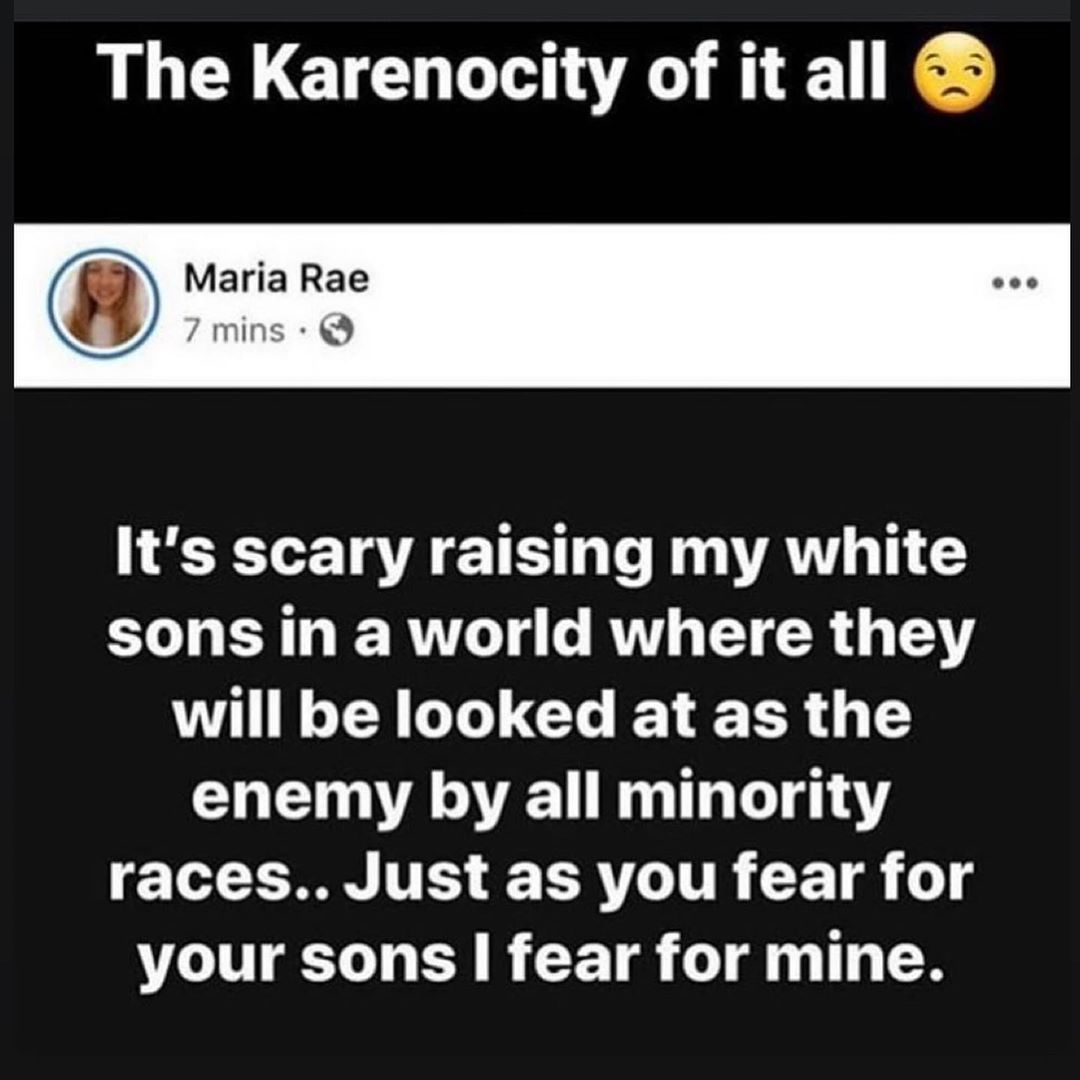 The Karenocity of it all 😒
Maria Rae
7 mins ·
It's scary raising my white
sons in a world where they
will be looked at as the
enemy by all minority
races.. Just as you fear for
your sons I fear for mine.